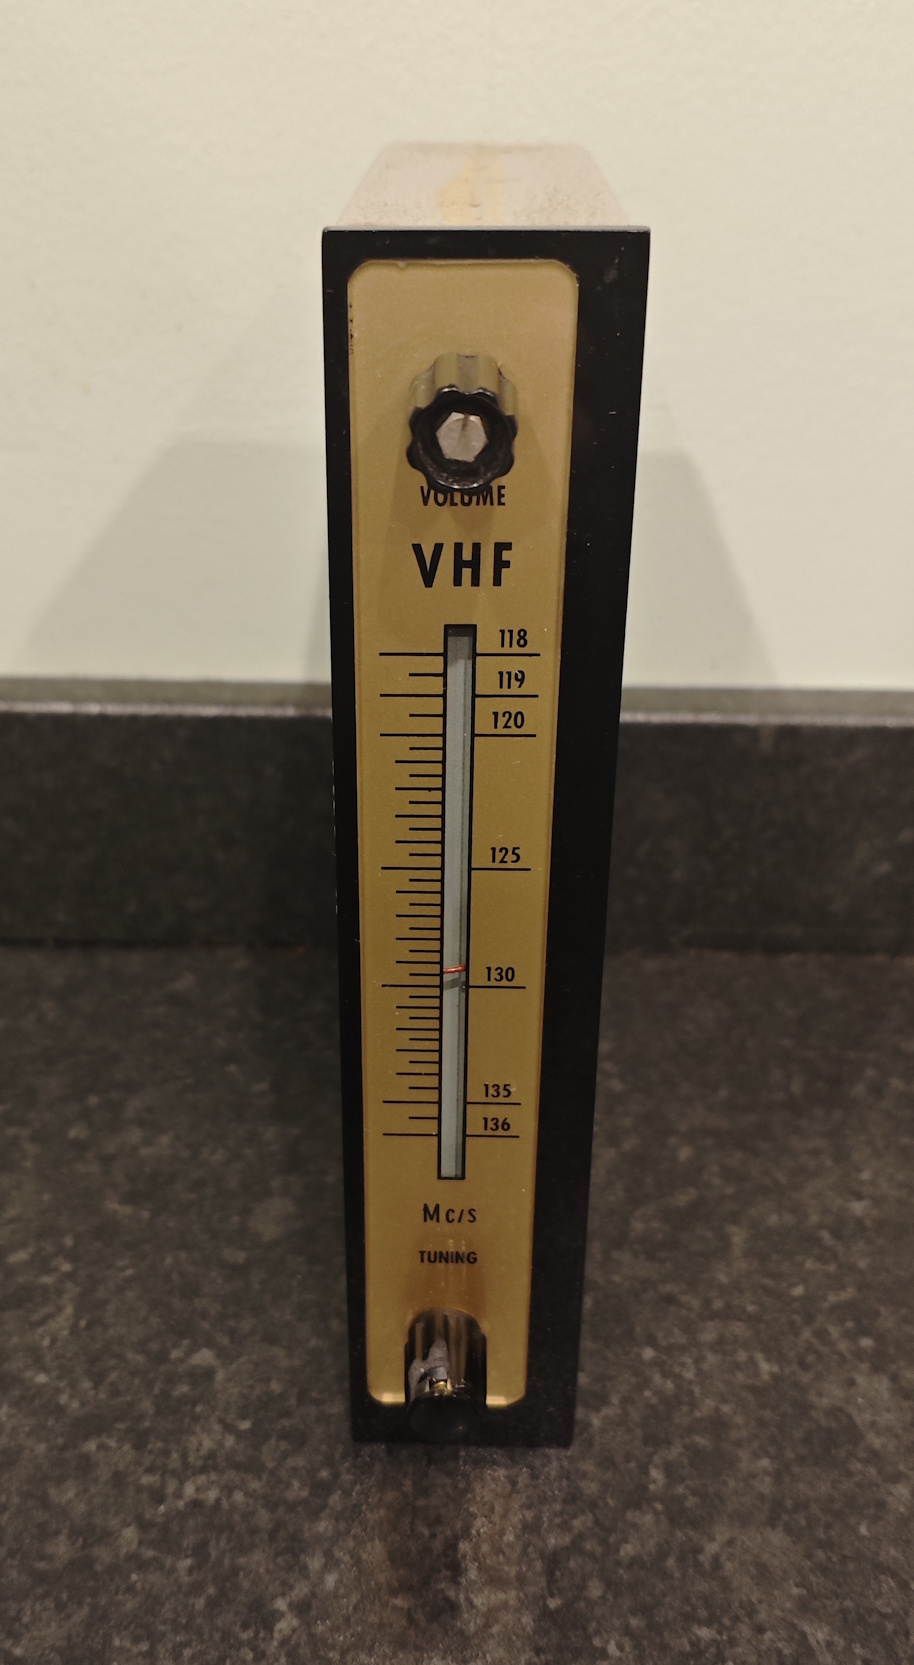 VOLUME
VHF
118
119
120
125
130
135
136
Mc/s
TUNING